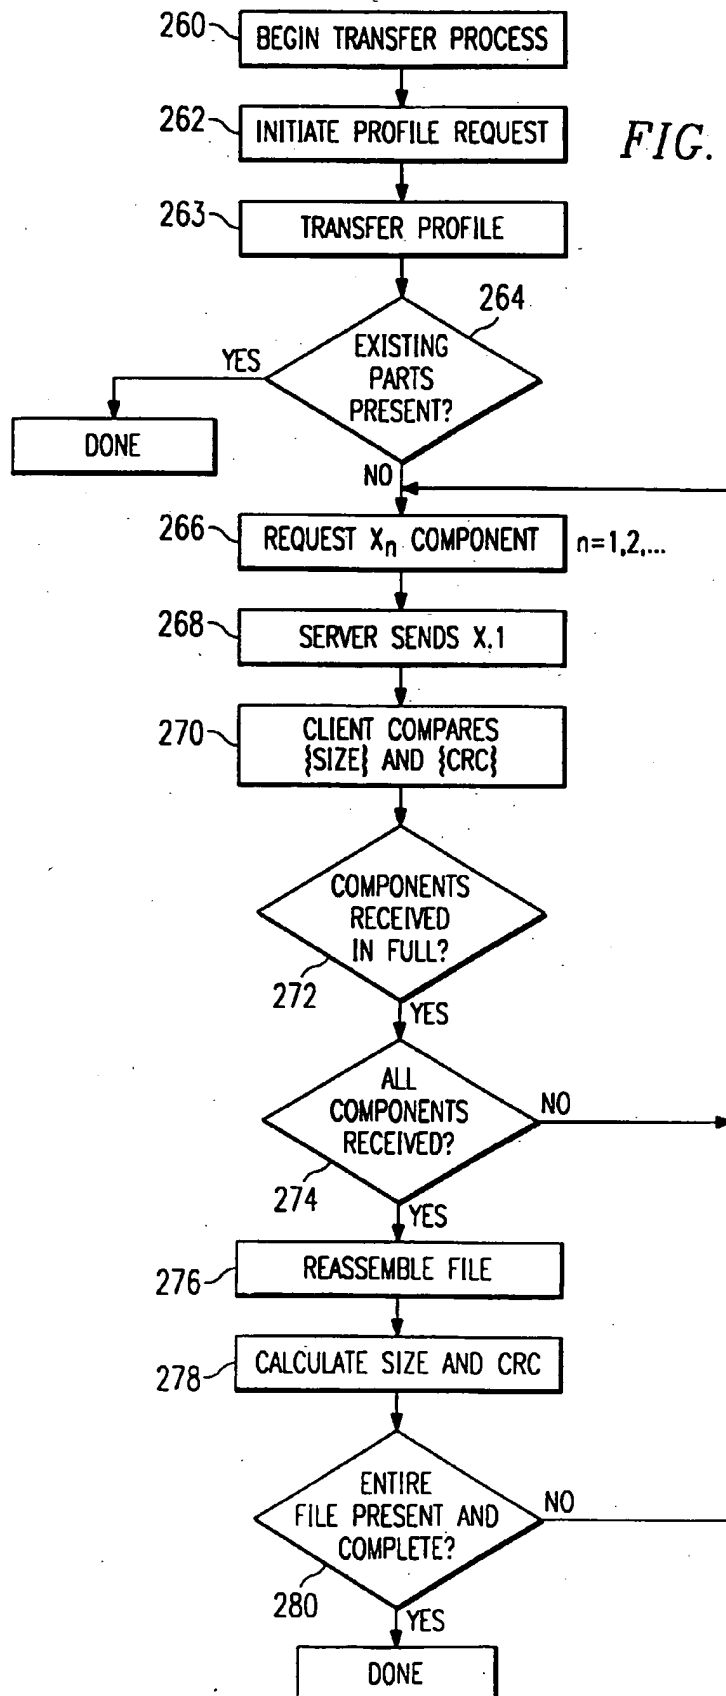 260
BEGIN TRANSFER PROCESS
262
INITIATE PROFILE REQUEST
FIG.
263
TRANSFER PROFILE
264
EXISTING
PARTS
PRESENT?
YES
DONE
NO
266
REQUEST Xn COMPONENT
n=1,2,...
268
SERVER SENDS X.1
270
CLIENT COMPARES
{SIZE} AND {CRC}
COMPONENTS
RECEIVED
IN FULL?
272
YES
ALL
COMPONENTS
RECEIVED?
NO
274
YES
276
REASSEMBLE FILE
278
CALCULATE SIZE AND CRC
ENTIRE
FILE PRESENT AND
COMPLETE?
NO
280
YES
DONE